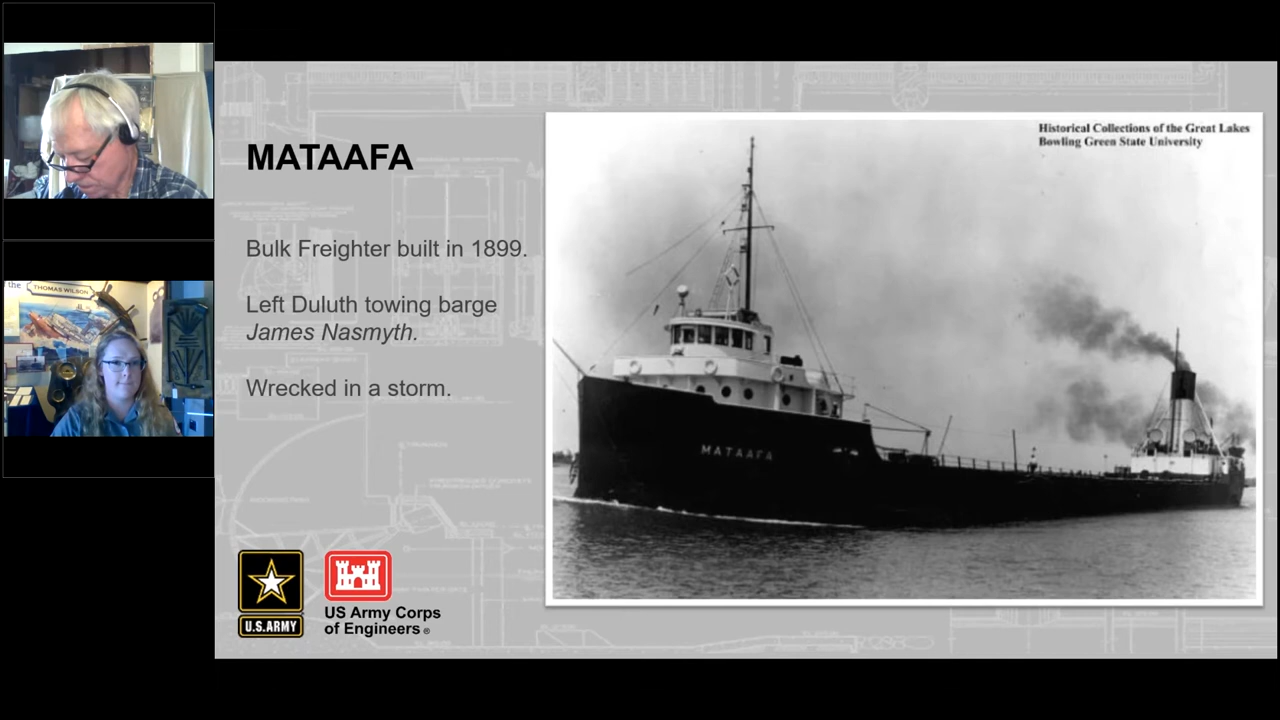 the
THOMAS WILSON
MATAAFA
Bulk Freighter built in 1899.
Left Duluth towing barge
James Nasmyth.
Wrecked in a storm.
U.S.ARMY
US Army Corps
of Engineers®
Historical Collections of the Great Lakes
Bowling Green State University
MATAAFA